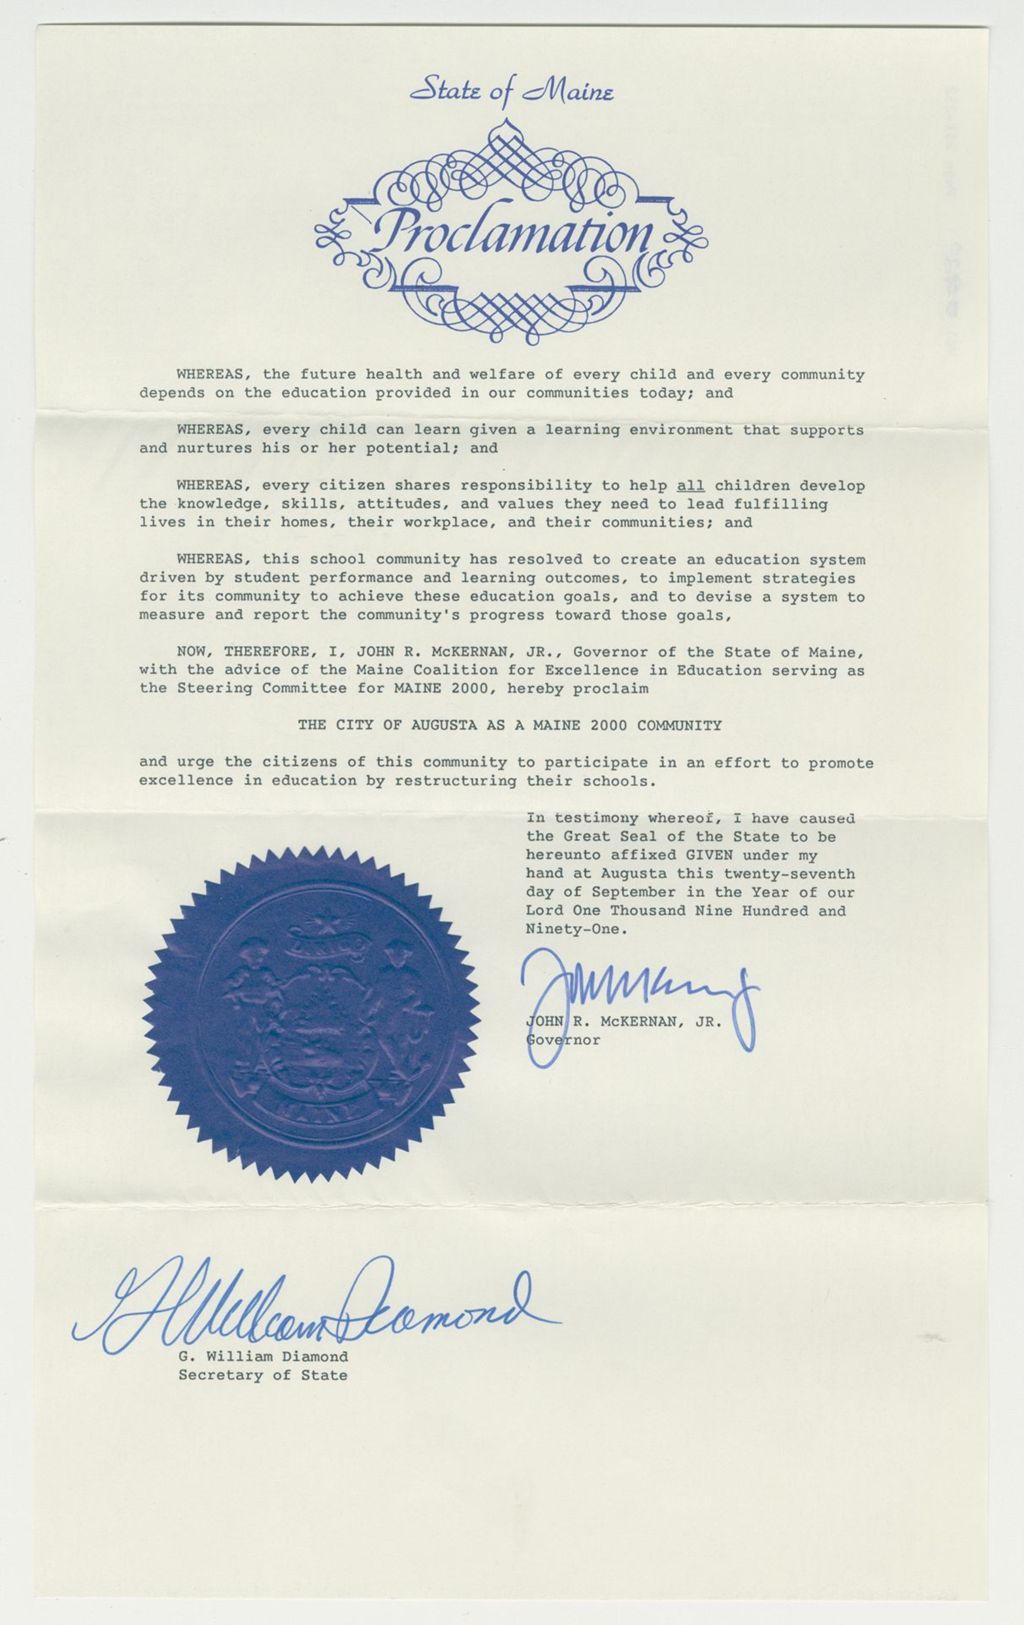 State of Maine
Proclamation
WHEREAS, the future health and welfare of every child and every community
depends on the education provided in our communities today; and
WHEREAS, every child can learn given a learning environment that supports
and nurtures his or her potential; and
WHEREAS, every citizen shares responsibility to help all children develop
the knowledge, skills, attitudes, and values they need to lead fulfilling
lives in their homes, their workplace, and their communities; and
WHEREAS, this school community has resolved to create an education system
driven by student performance and learning outcomes, to implement strategies
for its community to achieve these education goals, and to devise a system to
measure and report the community's progress toward those goals,
NOW, THEREFORE, I, JOHN R. McKERNAN, JR., Governor of the State of Maine,
with the advice of the Maine Coalition for Excellence in Education serving as
the Steering Committee for MAINE 2000, hereby proclaim
THE CITY OF AUGUSTA AS A MAINE 2000 COMMUNITY
and urge the citizens of this community to participate in an effort to promote
excellence in education by restructuring their schools.
In testimony whereof, I have caused
the Great Seal of the State to be
hereunto affixed GIVEN under my
hand at Augusta this twenty-seventh
day of September in the Year of our
Lord One Thousand Nine Hundred and
Ninety-One.
JOHN R. McKERNAN, JR.
Governor
DIRIGO
MAINE
G William Diamond
G. William Diamond
Secretary of State